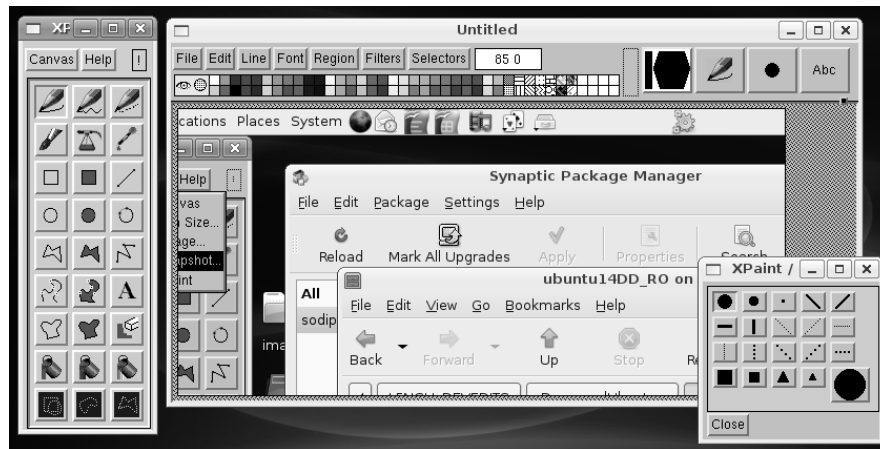 XP
Canvas Help !
A
Untitled
File Edit Line Font Region Filters Selectors 85 0
Abc
cations Places System
Help !
vas
Size...
age...
apshot...
int
Synaptic Package Manager
File Edit Package Settings Help
Reload Mark All Upgrades Apply Properties Search
All
sodip
ima
ubuntu14DD_RO on
File Edit View Go Bookmarks Help
Back Forward Up Stop Re
XPaint /
Close